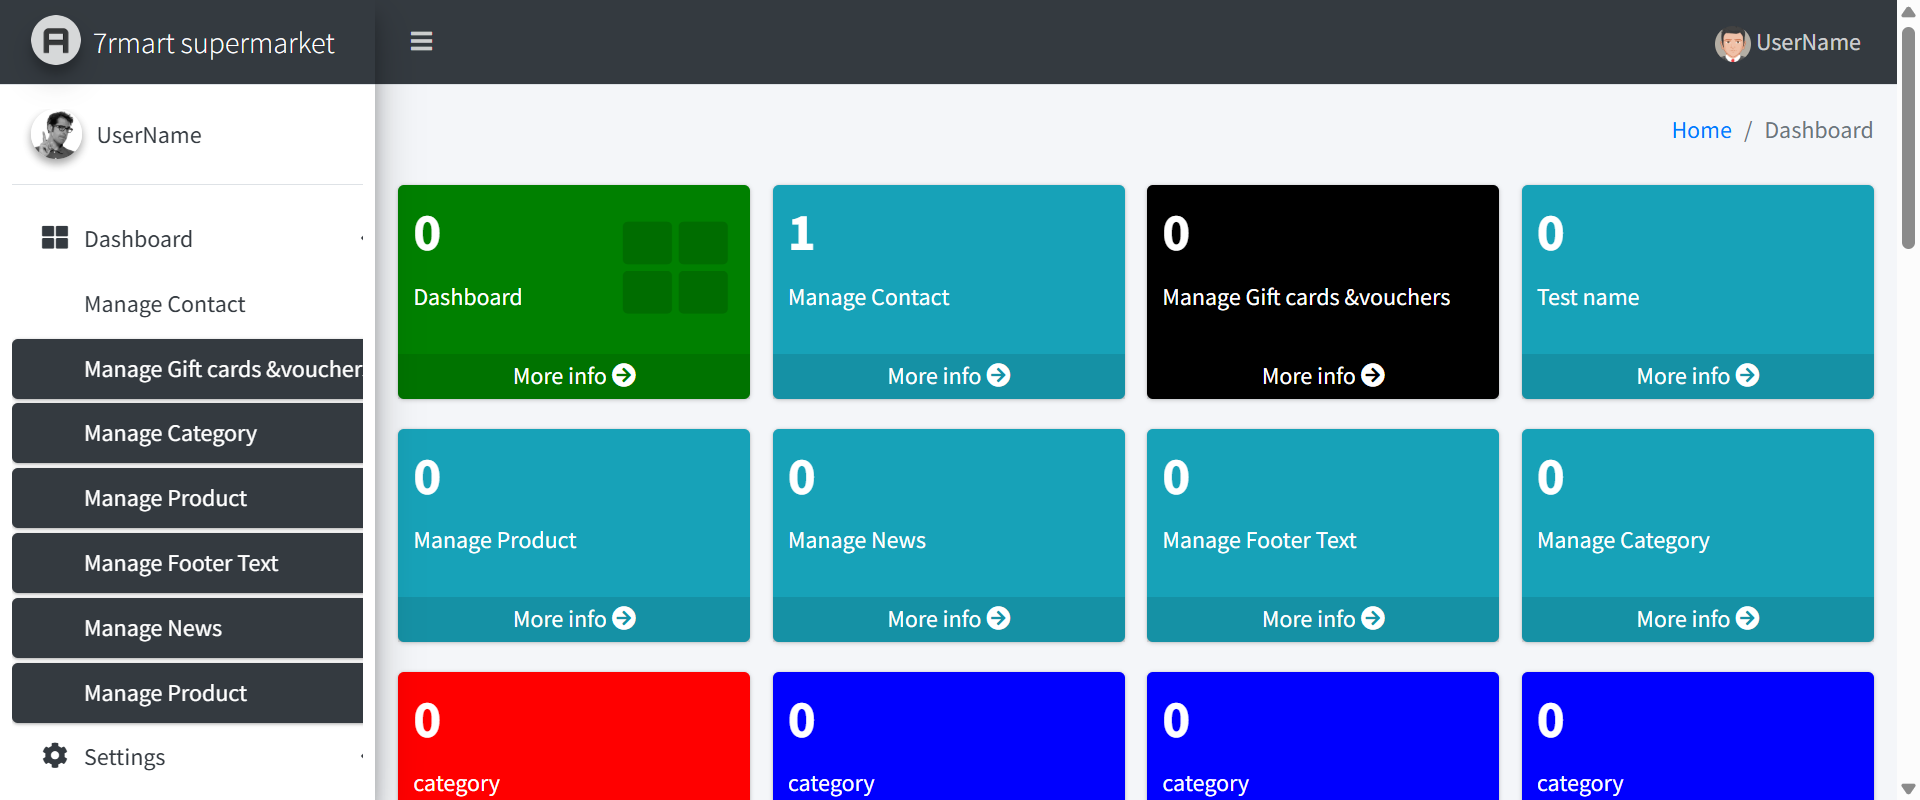 7rmart supermarket
UserName
UserName
Home / Dashboard
Dashboard
Manage Contact
Manage Gift cards &voucher
Manage Category
Manage Product
Manage Footer Text
Manage News
Manage Product
Settings
0
Dashboard
More info
1
Manage Contact
More info
0
Manage Gift cards &vouchers
More info
0
Test name
More info
0
Manage Product
More info
0
Manage News
More info
0
Manage Footer Text
More info
0
Manage Category
More info
0
category
0
category
0
category
0
category